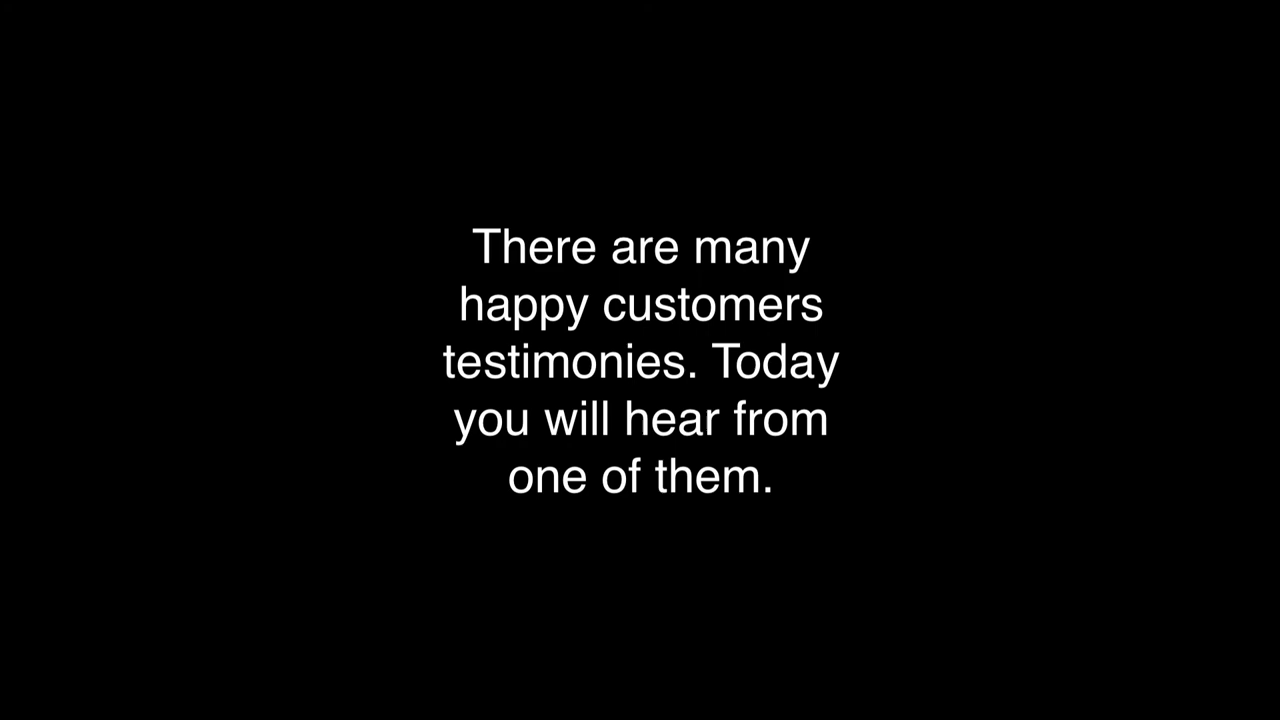 There are many
happy customers
testimonies. Today
you will hear from
one of them.